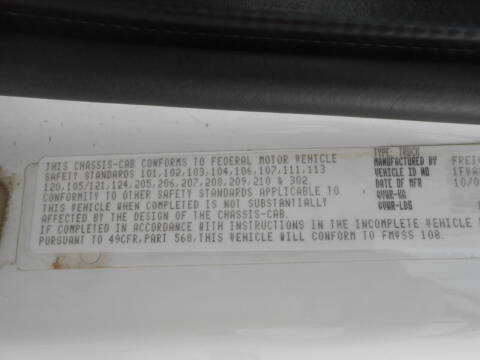 THIS CHASSIS-CAB CONFORMS TO FEDERAL MOTOR VEHICLE
SAFETY STANDARDS 101,102,103,104,106,107,111,113
120,105/121,124,205,206,207,208,209,210 & 302
CONFORMITY TO OTHER SAFETY STANDARDS APPLICABLE TO
THIS VEHICLE WHEN COMPLETED IS NOT SUBSTANTIALLY
AFFECTED BY THE DESIGN OF THE CHASSIS-CAB.
IF COMPLETED IN ACCORDANCE WITH INSTRUCTIONS IN THE INCOMPLETE VEHICLE
PURSUANT TO 49CFR,PART 568,THIS VEHICLE WILL CONFORM TO FMVSS 108.
TYPE: TRUCK
MANUFACTURED BY FREI
VEHICLE ID NO 1FVA
DATE OF MFR 10/0
GVWR-KG
GVWR-LBS